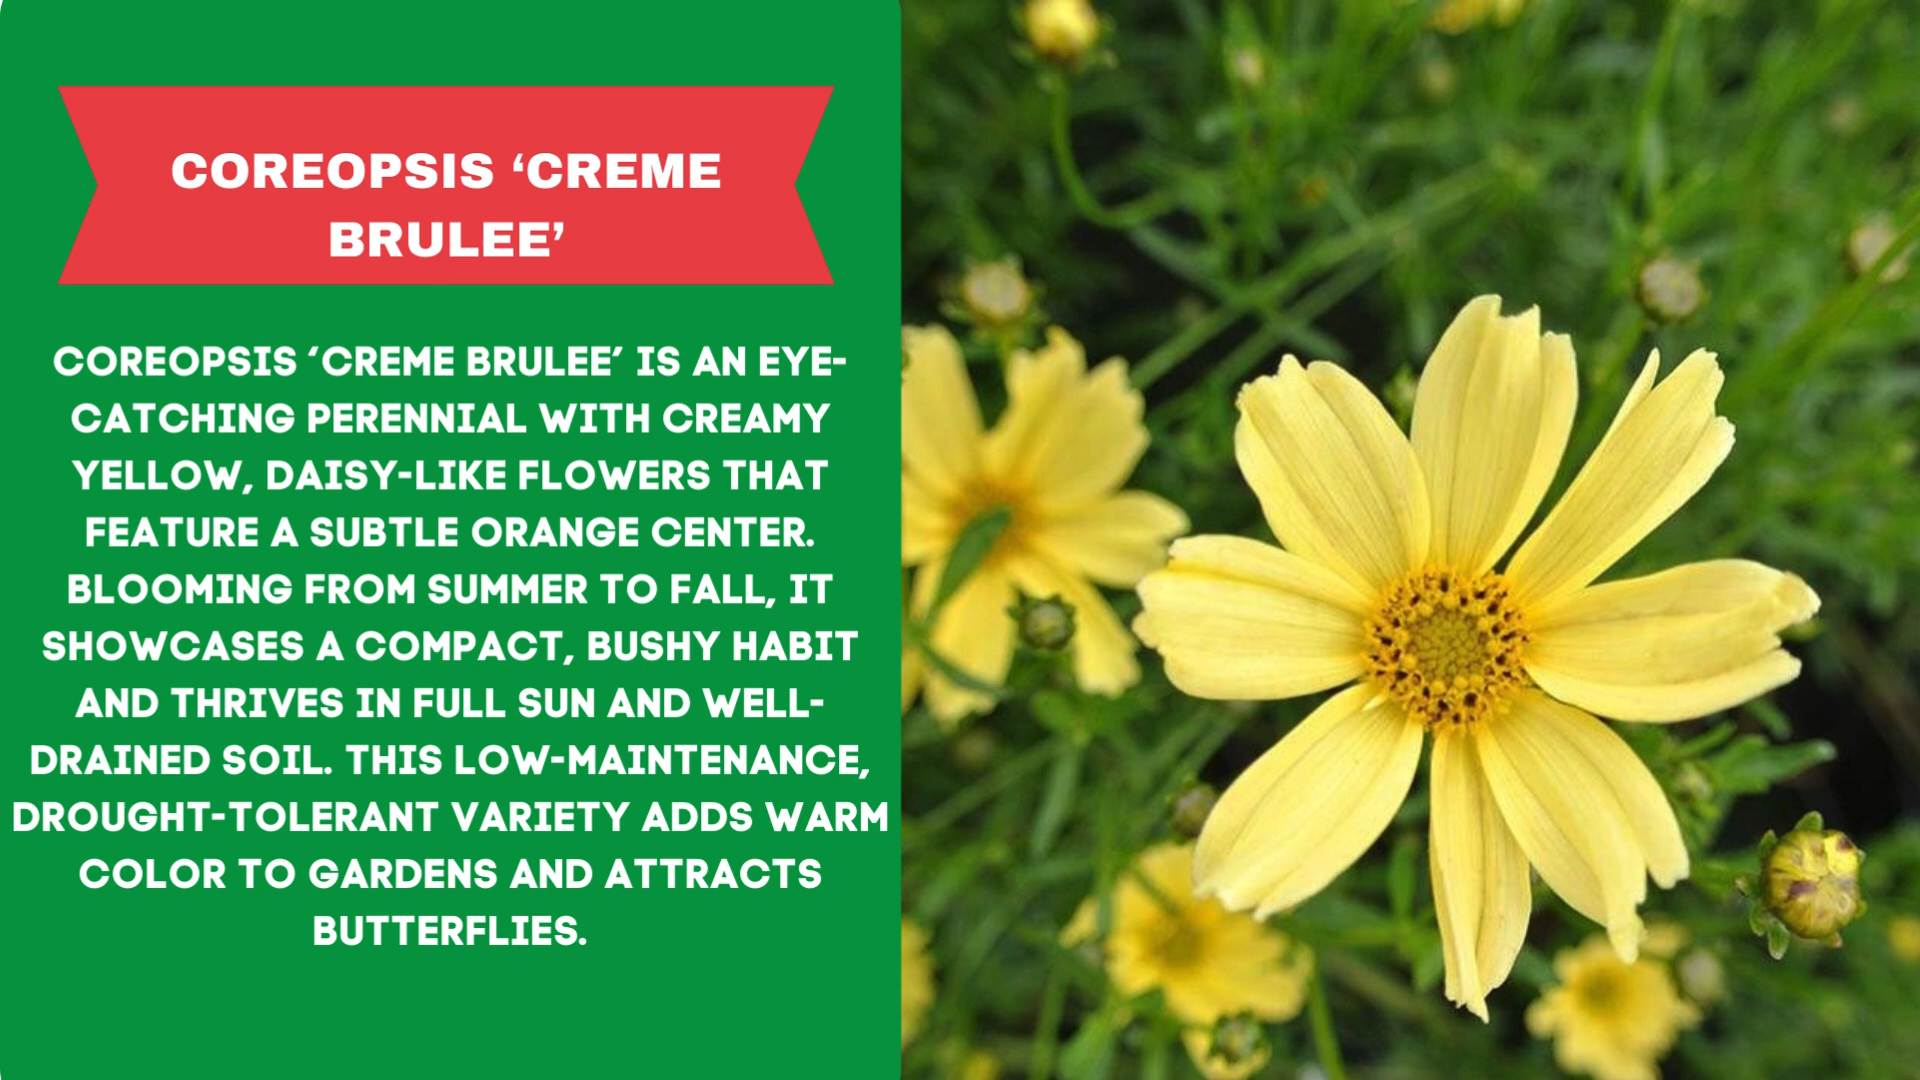 COREOPSIS ‘CREME
BRULEE’
COREOPSIS ‘CREME BRULEE’ IS AN EYE-
CATCHING PERENNIAL WITH CREAMY
YELLOW, DAISY-LIKE FLOWERS THAT
FEATURE A SUBTLE ORANGE CENTER.
BLOOMING FROM SUMMER TO FALL, IT
SHOWCASES A COMPACT, BUSHY HABIT
AND THRIVES IN FULL SUN AND WELL-
DRAINED SOIL. THIS LOW-MAINTENANCE,
DROUGHT-TOLERANT VARIETY ADDS WARM
COLOR TO GARDENS AND ATTRACTS
BUTTERFLIES.